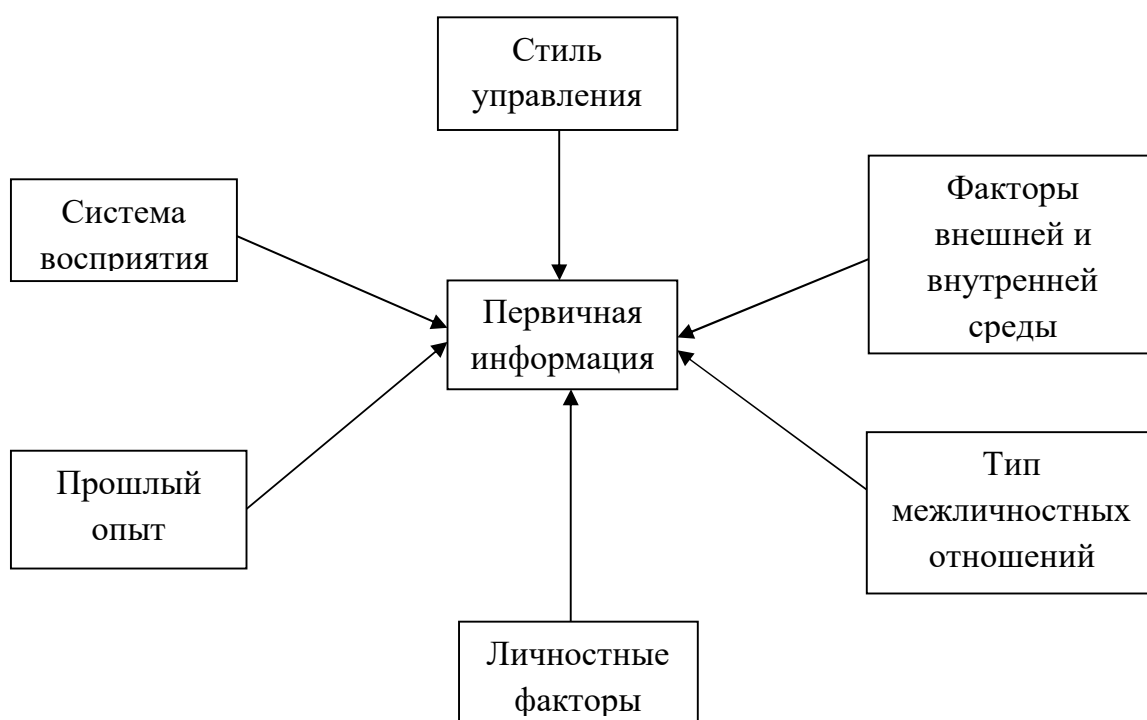 Стиль
управления
Система
восприятия
Факторы
внешней и
внутренней
среды
Первичная
информация
Прошлый
опыт
Тип
межличностных
отношений
Личностные
факторы